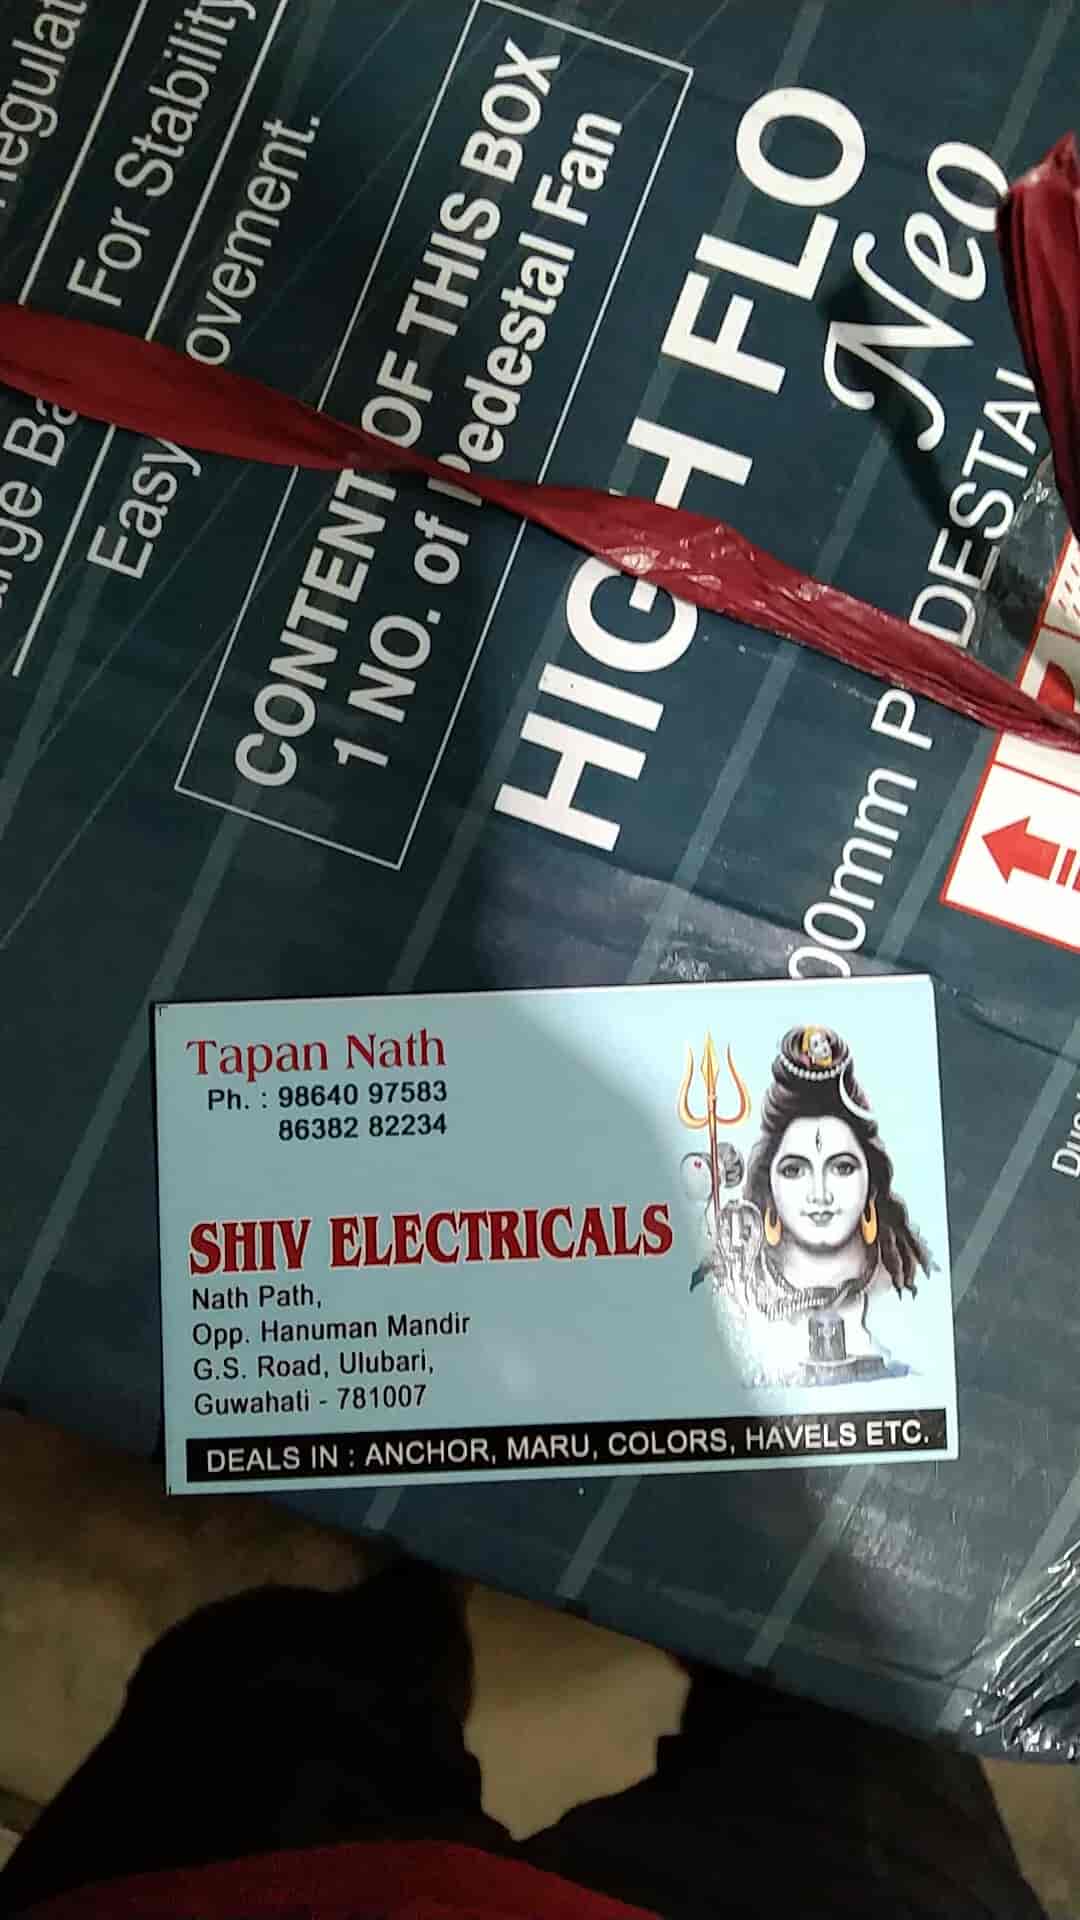 For Stability
Easy
CONTENT OF THIS BOX
1 NO. of Pedestal Fan
HIGH FLO
Neo
Tapan Nath
Ph. : 98640 97583
86382 82234
SHIV ELECTRICALS
Nath Path,
Opp. Hanuman Mandir
G.S. Road, Ulubari,
Guwahati - 781007
DEALS IN : ANCHOR, MARU, COLORS, HAVELS ETC.